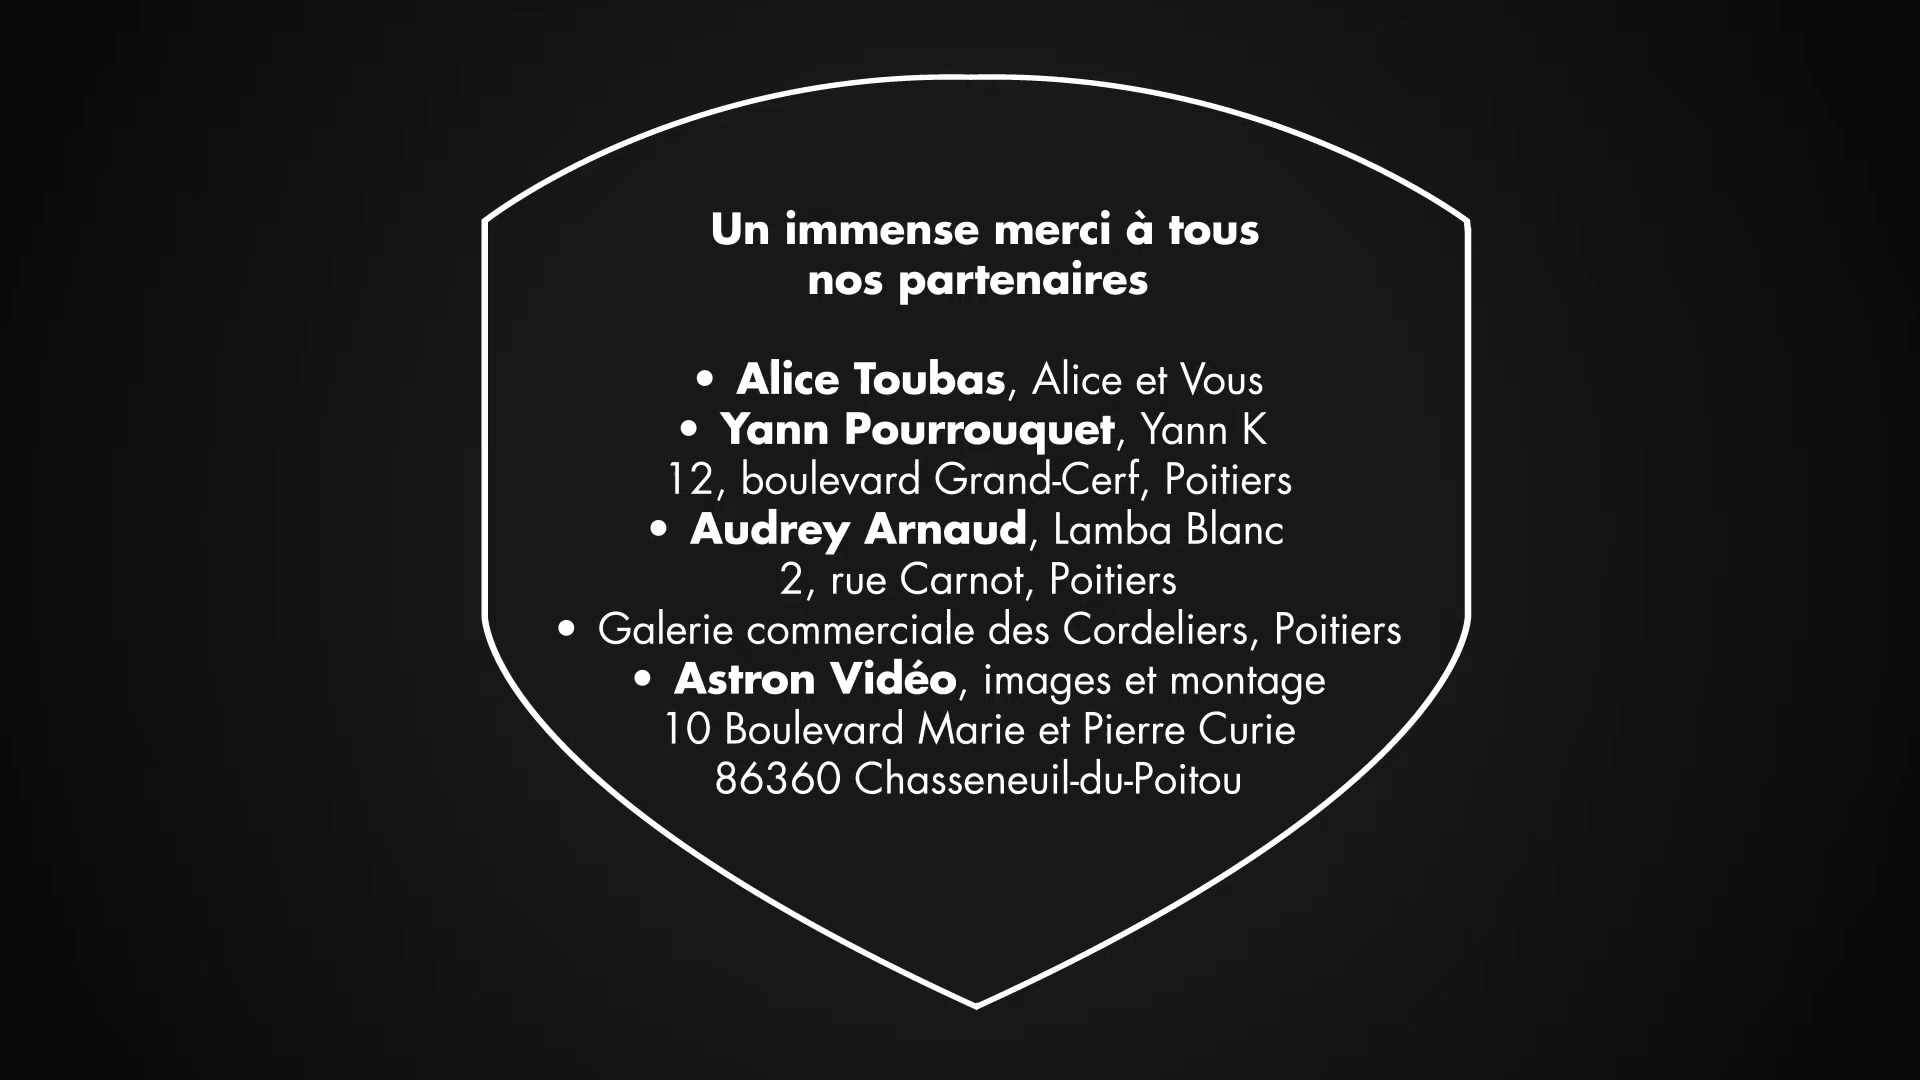 Un immense merci à tous
nos partenaires
• Alice Toubas, Alice et Vous
• Yann Pourrouquet, Yann K
12, boulevard Grand-Cerf, Poitiers
• Audrey Arnaud, Lamba Blanc
2, rue Carnot, Poitiers
• Galerie commerciale des Cordeliers, Poitiers
• Astron Vidéo, images et montage
10 Boulevard Marie et Pierre Curie
86360 Chasseneuil-du-Poitou